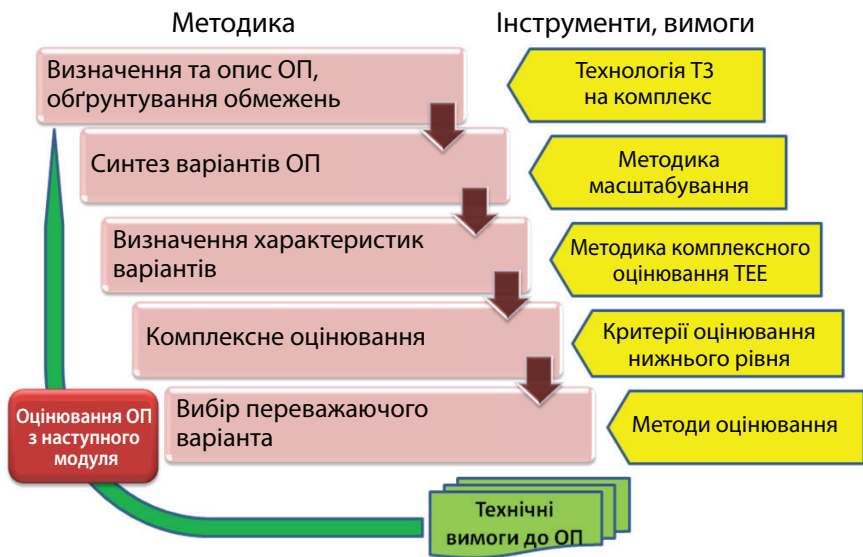 Методика
Інструменти, вимоги
Визначення та опис ОП,
обґрунтування обмежень
Технологія ТЗ
на комплекс
Синтез варіантів ОП
Методика
масштабування
Визначення характеристик
варіантів
Методика комплексного
оцінювання ТЕЕ
Комплексне оцінювання
Критерії оцінювання
нижнього рівня
Вибір переважаючого
варіанта
Методи оцінювання
Оцінювання ОП
з наступного
модуля
Технічні
вимоги до ОП